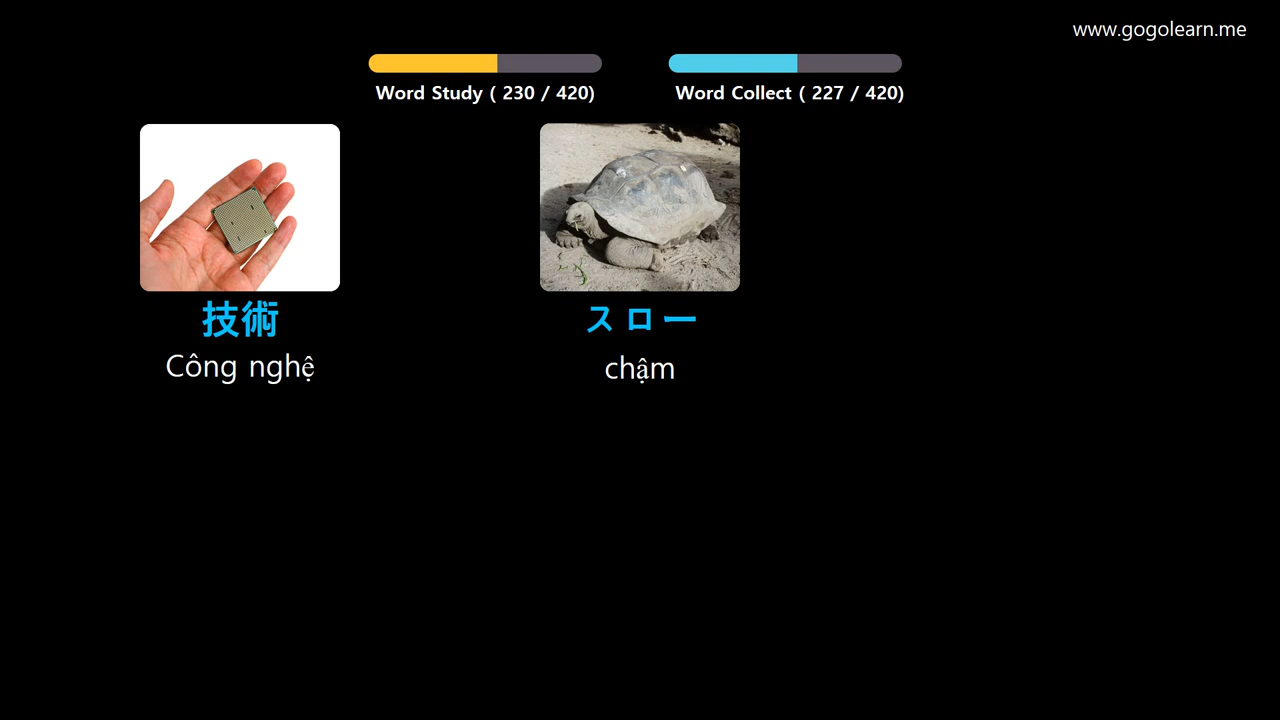 www.gogolearn.me
Word Study ( 230 / 420)
Word Collect ( 227 / 420)
技術
スロー
Công nghệ
chậm